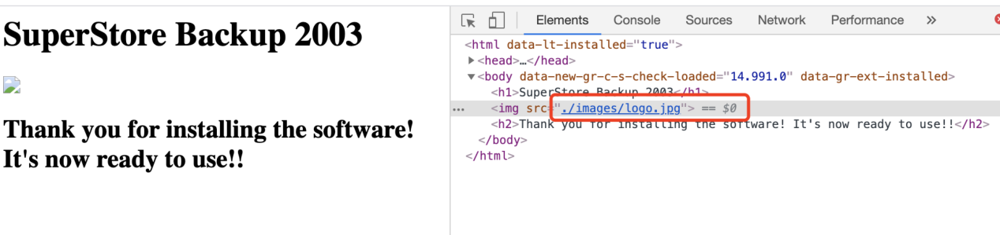 SuperStore Backup 2003
Thank you for installing the software!
It's now ready to use!!
Elements Console Sources Network Performance »
<html data-lt-installed="true">
▶<head>…</head>
▼<body data-new-gr-c-s-check-loaded="14.991.0" data-gr-ext-installed>
<h1>SuperStore Backup 2003</h1>
... <img src="./images/logo.jpg"> == $0
<h2>Thank you for installing the software! It's now ready to use!!</h2>
</body>
</html>